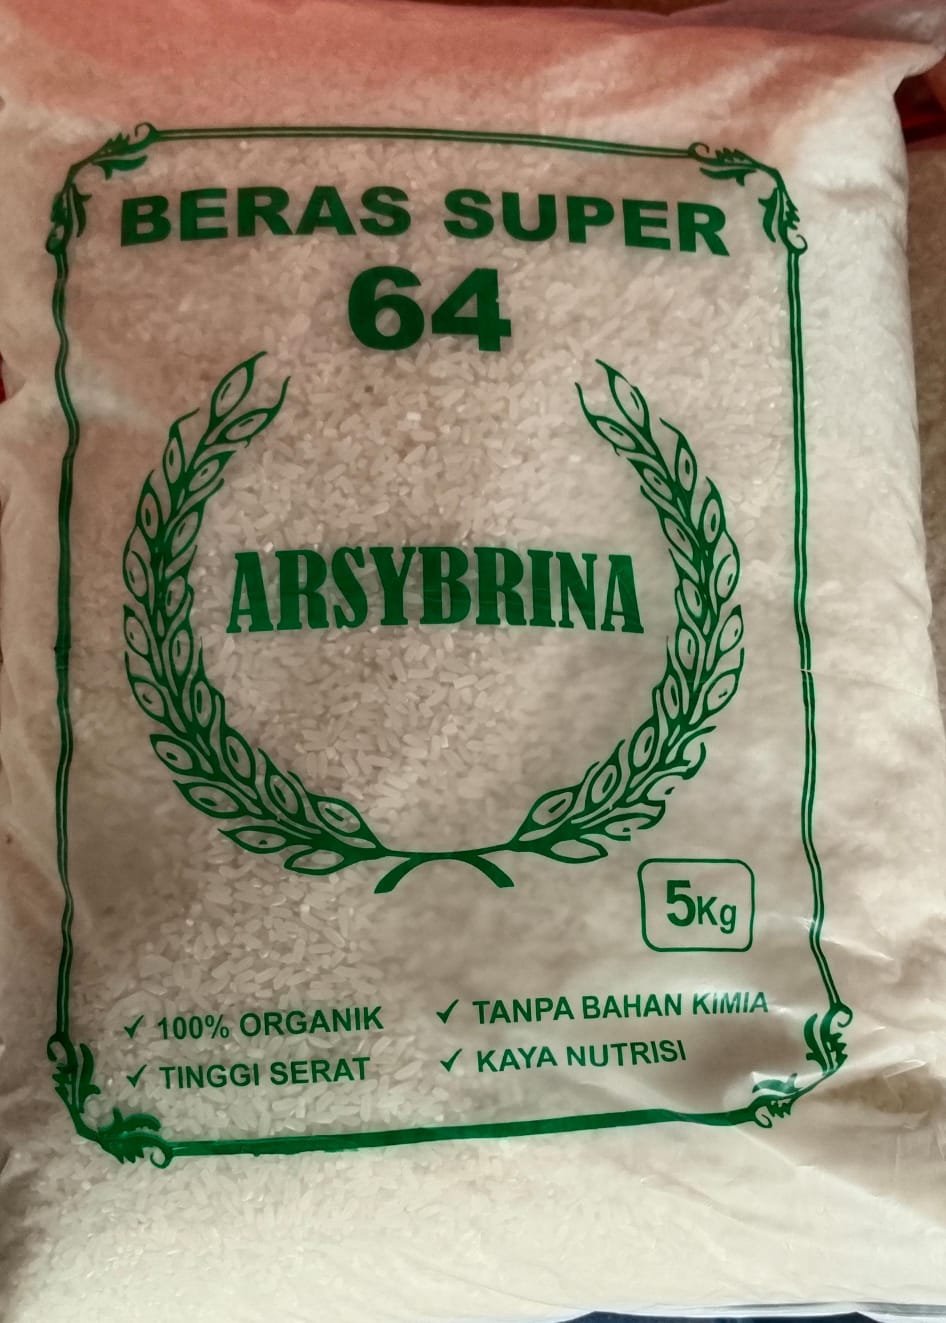 BERAS SUPER
64
ARSYBRINA
5Kg
✓ 100% ORGANIK
✓ TINGGI SERAT
✓ TANPA BAHAN KIMIA
✓ KAYA NUTRISI